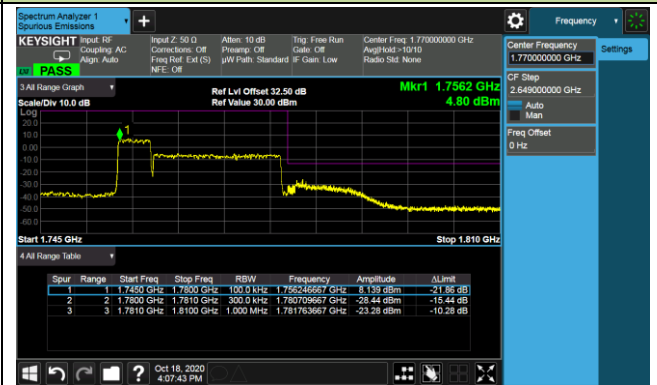 Spectrum Analyzer 1
Spurious Emissions
Frequency
KEYSIGHT
Input: RF
Coupling: AC
Align: Auto
Input Z: 50 Ω
Corrections: Off
Freq Ref: Ext (S)
NFE: Off
Atten: 10 dB
Preamp: Off
µW Path: Standard
Trig: Free Run
Gate: Off
IF Gain: Low
Center Freq: 1.770000000 GHz
Avg|Hold:>10/10
Radio Std: None
PASS
Center Frequency
1.770000000 GHz
Settings
CF Step
2.649000000 GHz
Auto
Man
Freq Offset
0 Hz
3 All Range Graph
Scale/Div 10.0 dB
Ref Lvl Offset 32.50 dB
Ref Value 30.00 dBm
Mkr1 1.7562 GHz
4.80 dBm
Log
20.0
10.0
0.00
-10.0
-20.0
-30.0
-40.0
-50.0
-60.0
1
Start 1.745 GHz
Stop 1.810 GHz
4 All Range Table
Spur Range Start Freq Stop Freq RBW Frequency Amplitude ΔLimit
1 1 1.7450 GHz 1.7800 GHz 100.0 kHz 1.756246667 GHz 8.139 dBm -21.86 dB
2 2 1.7800 GHz 1.7810 GHz 300.0 kHz 1.780709667 GHz -28.44 dBm -15.44 dB
3 3 1.7810 GHz 1.8100 GHz 1.000 MHz 1.781763667 GHz -23.28 dBm -10.28 dB
?
Oct 18, 2020
4:07:43 PM